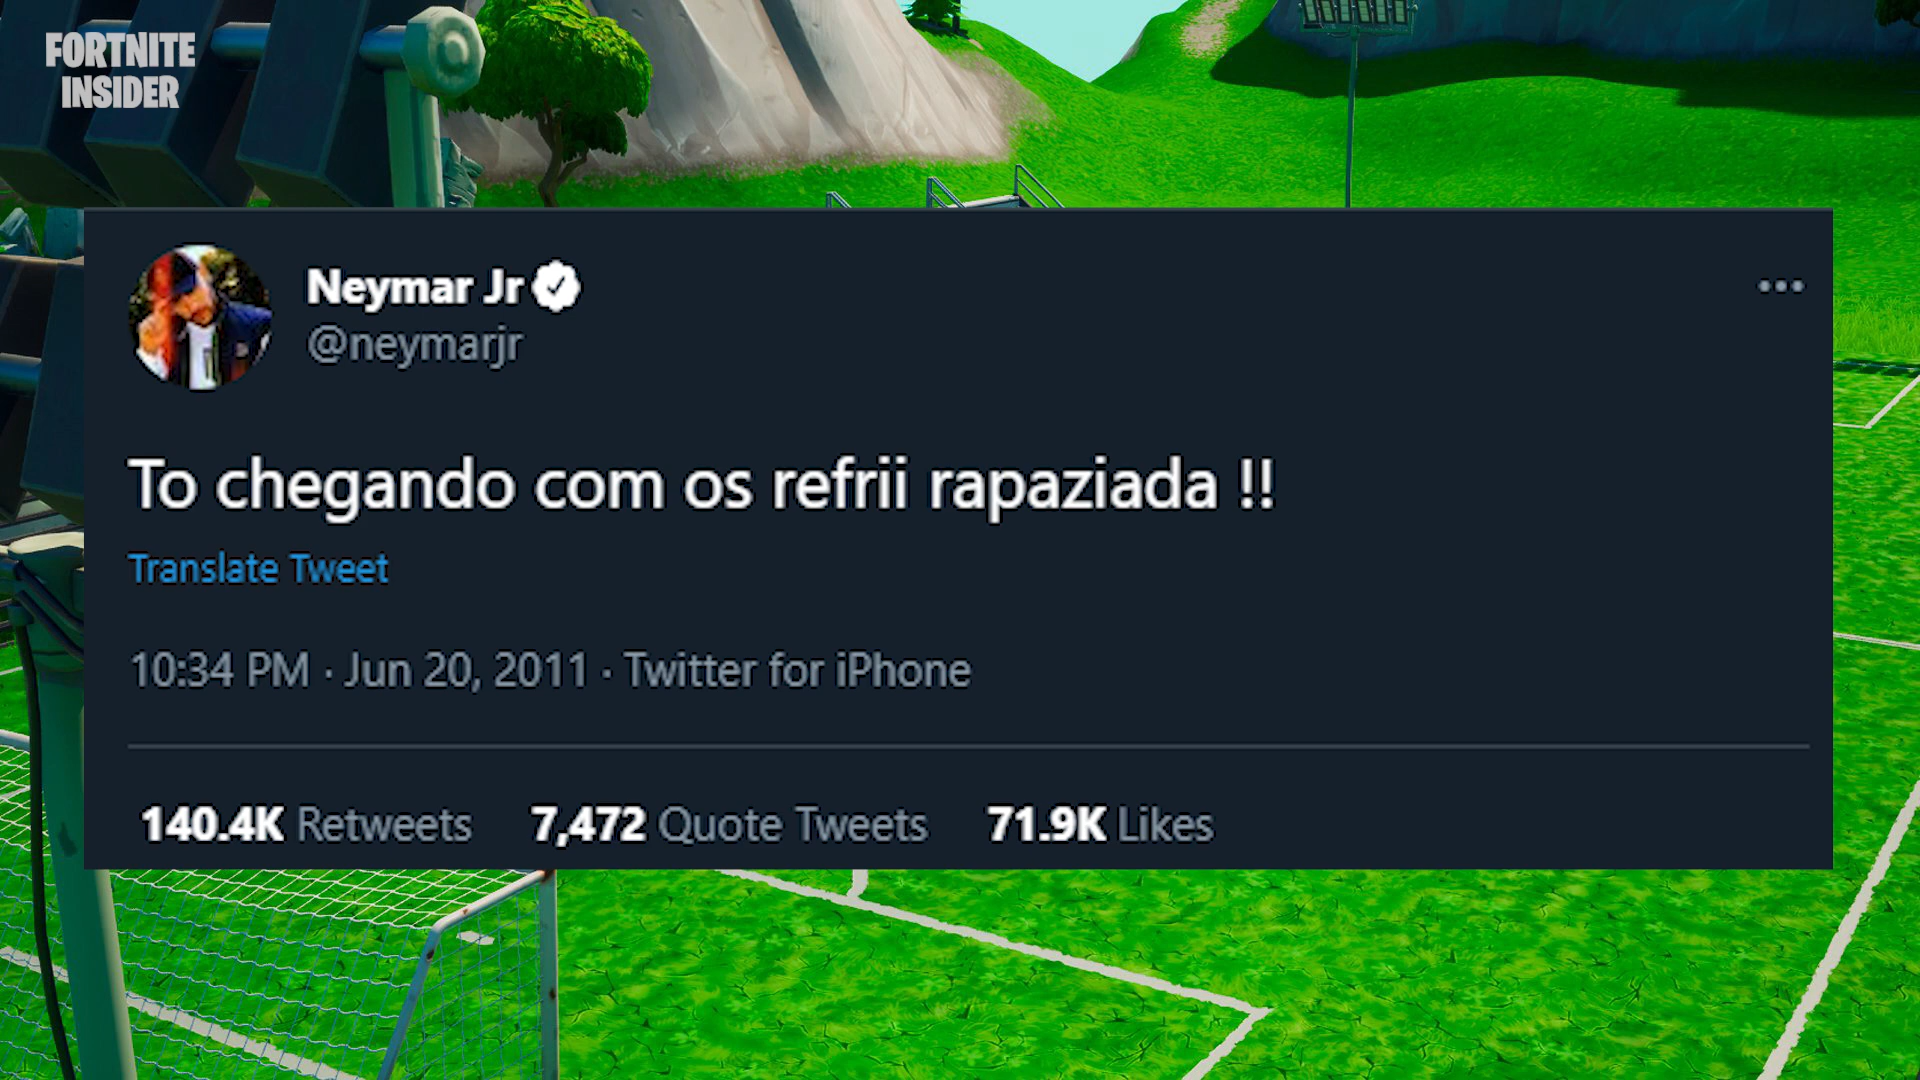 FORTNITE
INSIDER
Neymar Jr
@neymarjr
To chegando com os refrii rapaziada !!
Translate Tweet
10:34 PM · Jun 20, 2011 · Twitter for iPhone
140.4K Retweets 7,472 Quote Tweets 71.9K Likes